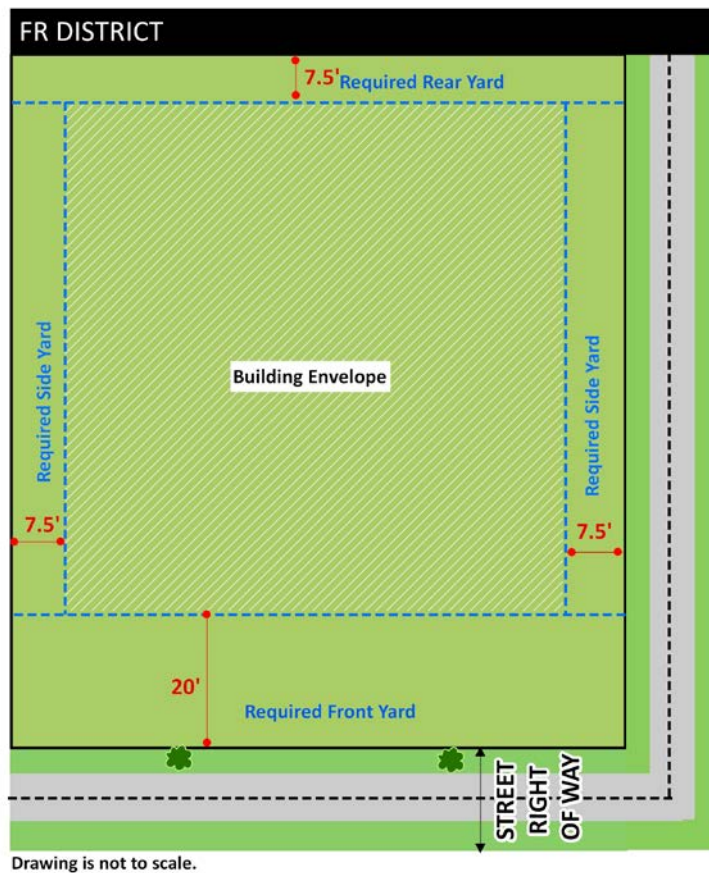 FR DISTRICT
7.5'
Required Rear Yard
Required Side Yard
Building Envelope
Required Side Yard
7.5'
7.5'
20'
Required Front Yard
STREET
RIGHT
OF WAY
Drawing is not to scale.